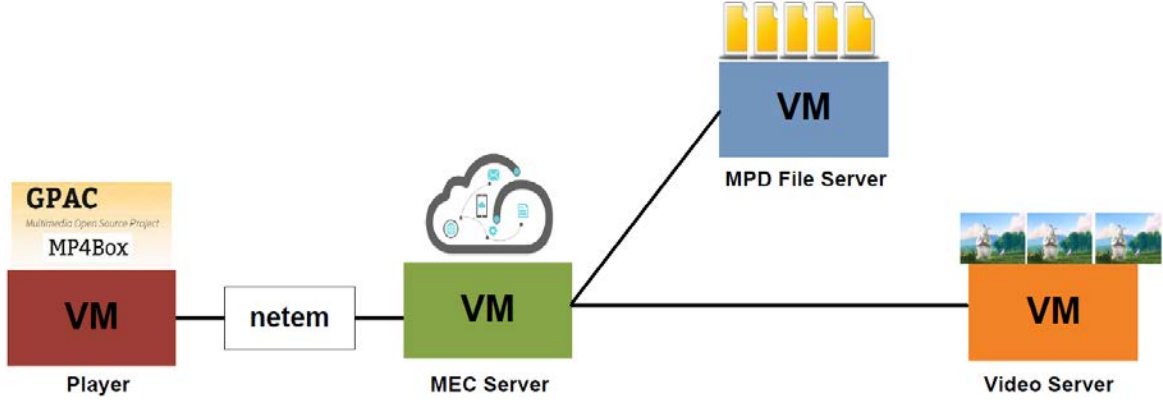 VM
MPD File Server
GPAC
Multimedia Open Source Project
MP4Box
VM
Player
netem
VM
MEC Server
VM
Video Server